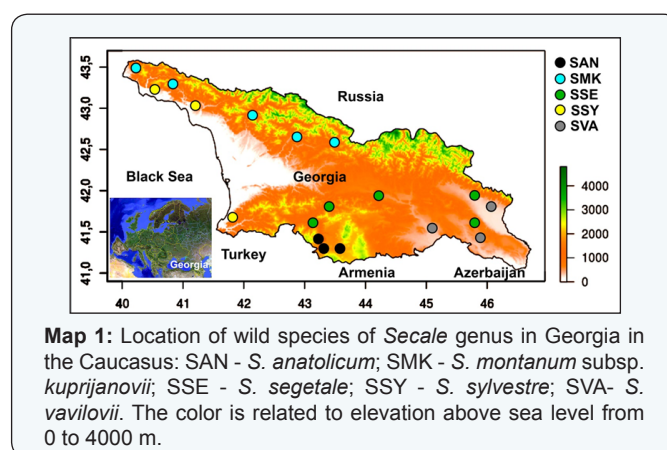 43,5
43,0
42,5
42,0
41,5
41,0
Russia
Black Sea
Georgia
Georgia
Turkey
Armenia
Azerbaijan
40 41 42 43 44 45 46
SAN
SMK
SSE
SSY
SVA
4000
3000
2000
1000
0
Map 1: Location of wild species of Secale genus in Georgia in
the Caucasus: SAN - S. anatolicum; SMK - S. montanum subsp.
kuprijanovii; SSE - S. segetale; SSY - S. sylvestre; SVA- S.
vavilovii. The color is related to elevation above sea level from
0 to 4000 m.